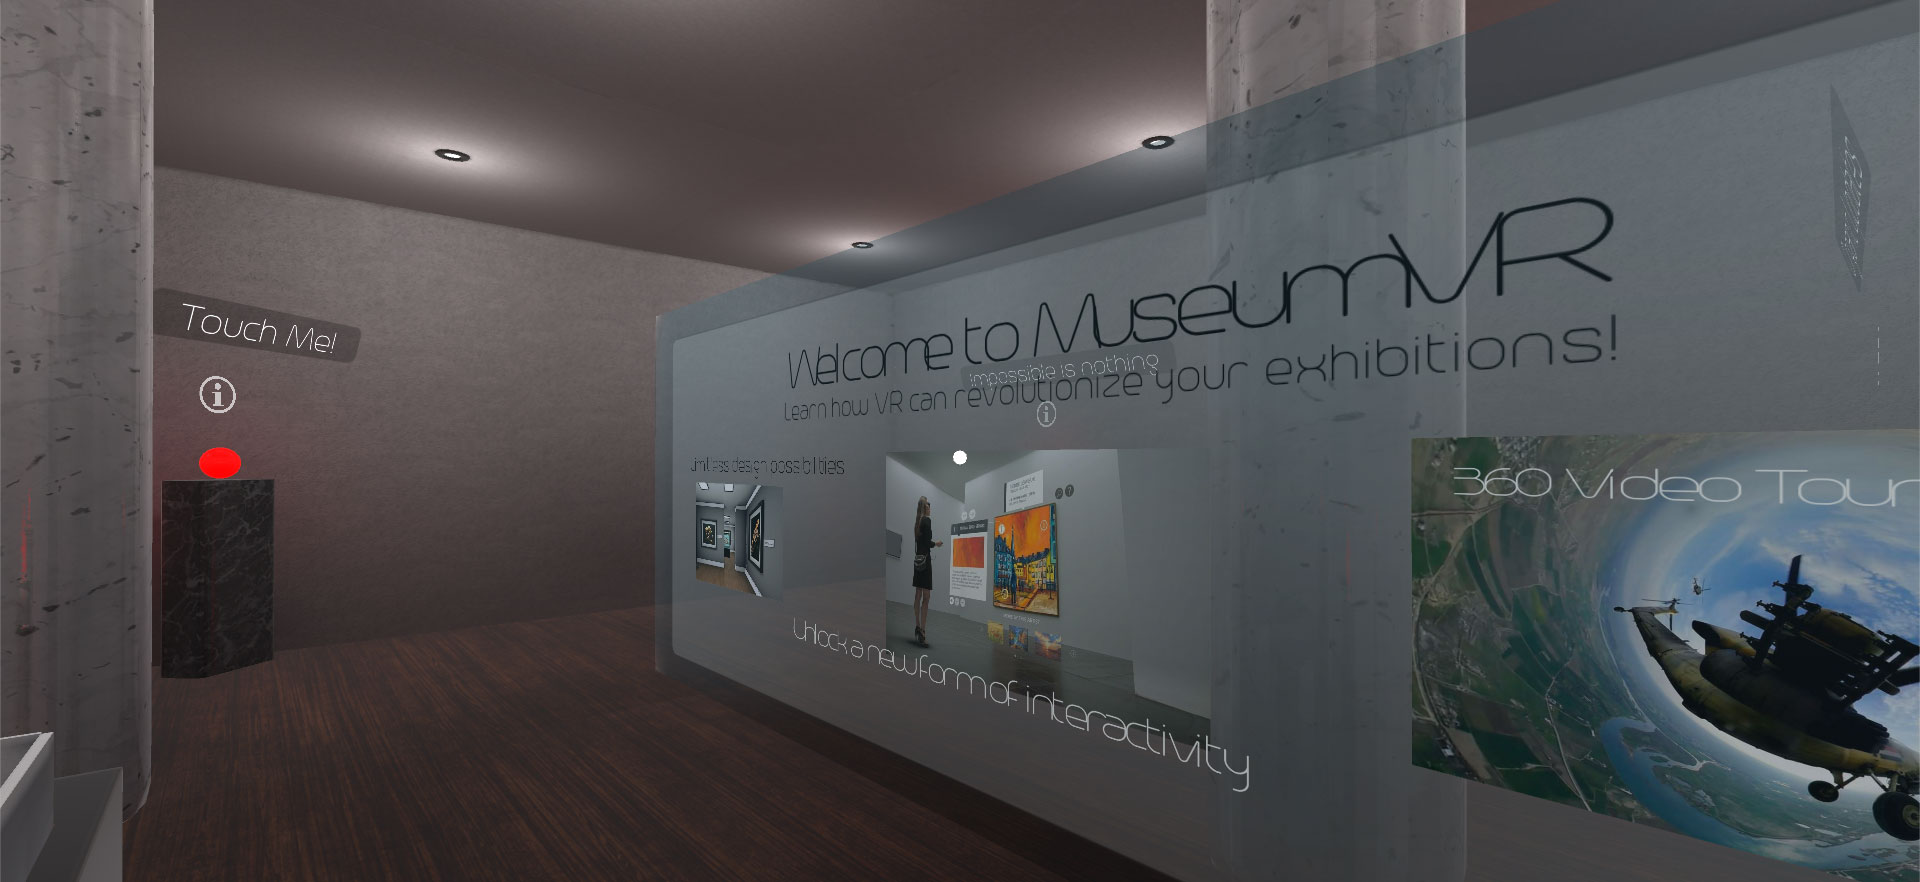 Touch Me!
Welcome to MuseumVR
impossible is nothing
Learn how VR can revolutionize your exhibitions!
Limitless design possibilities
360 Video Tour
Unlock a new form of interactivity